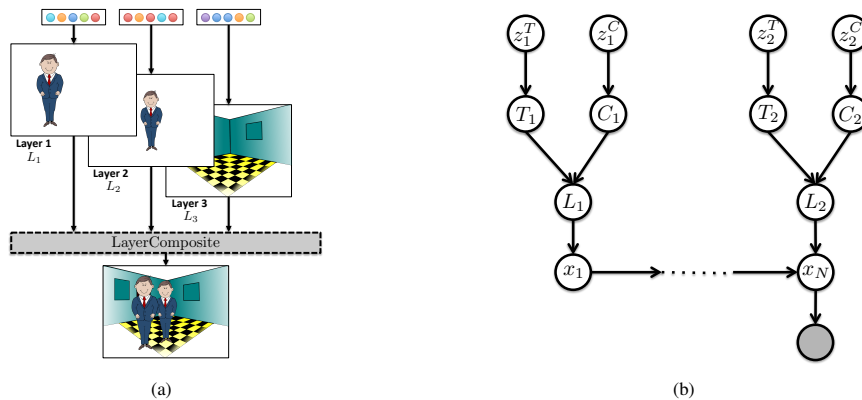 Layer 1
L₁
Layer 2
L₂
Layer 3
L₃
LayerComposite
(a)
z₁ᵀ z₁ᶜ z₂ᵀ z₂ᶜ
T₁ C₁ T₂ C₂
L₁ L₂
x₁ ...... x_N
(b)